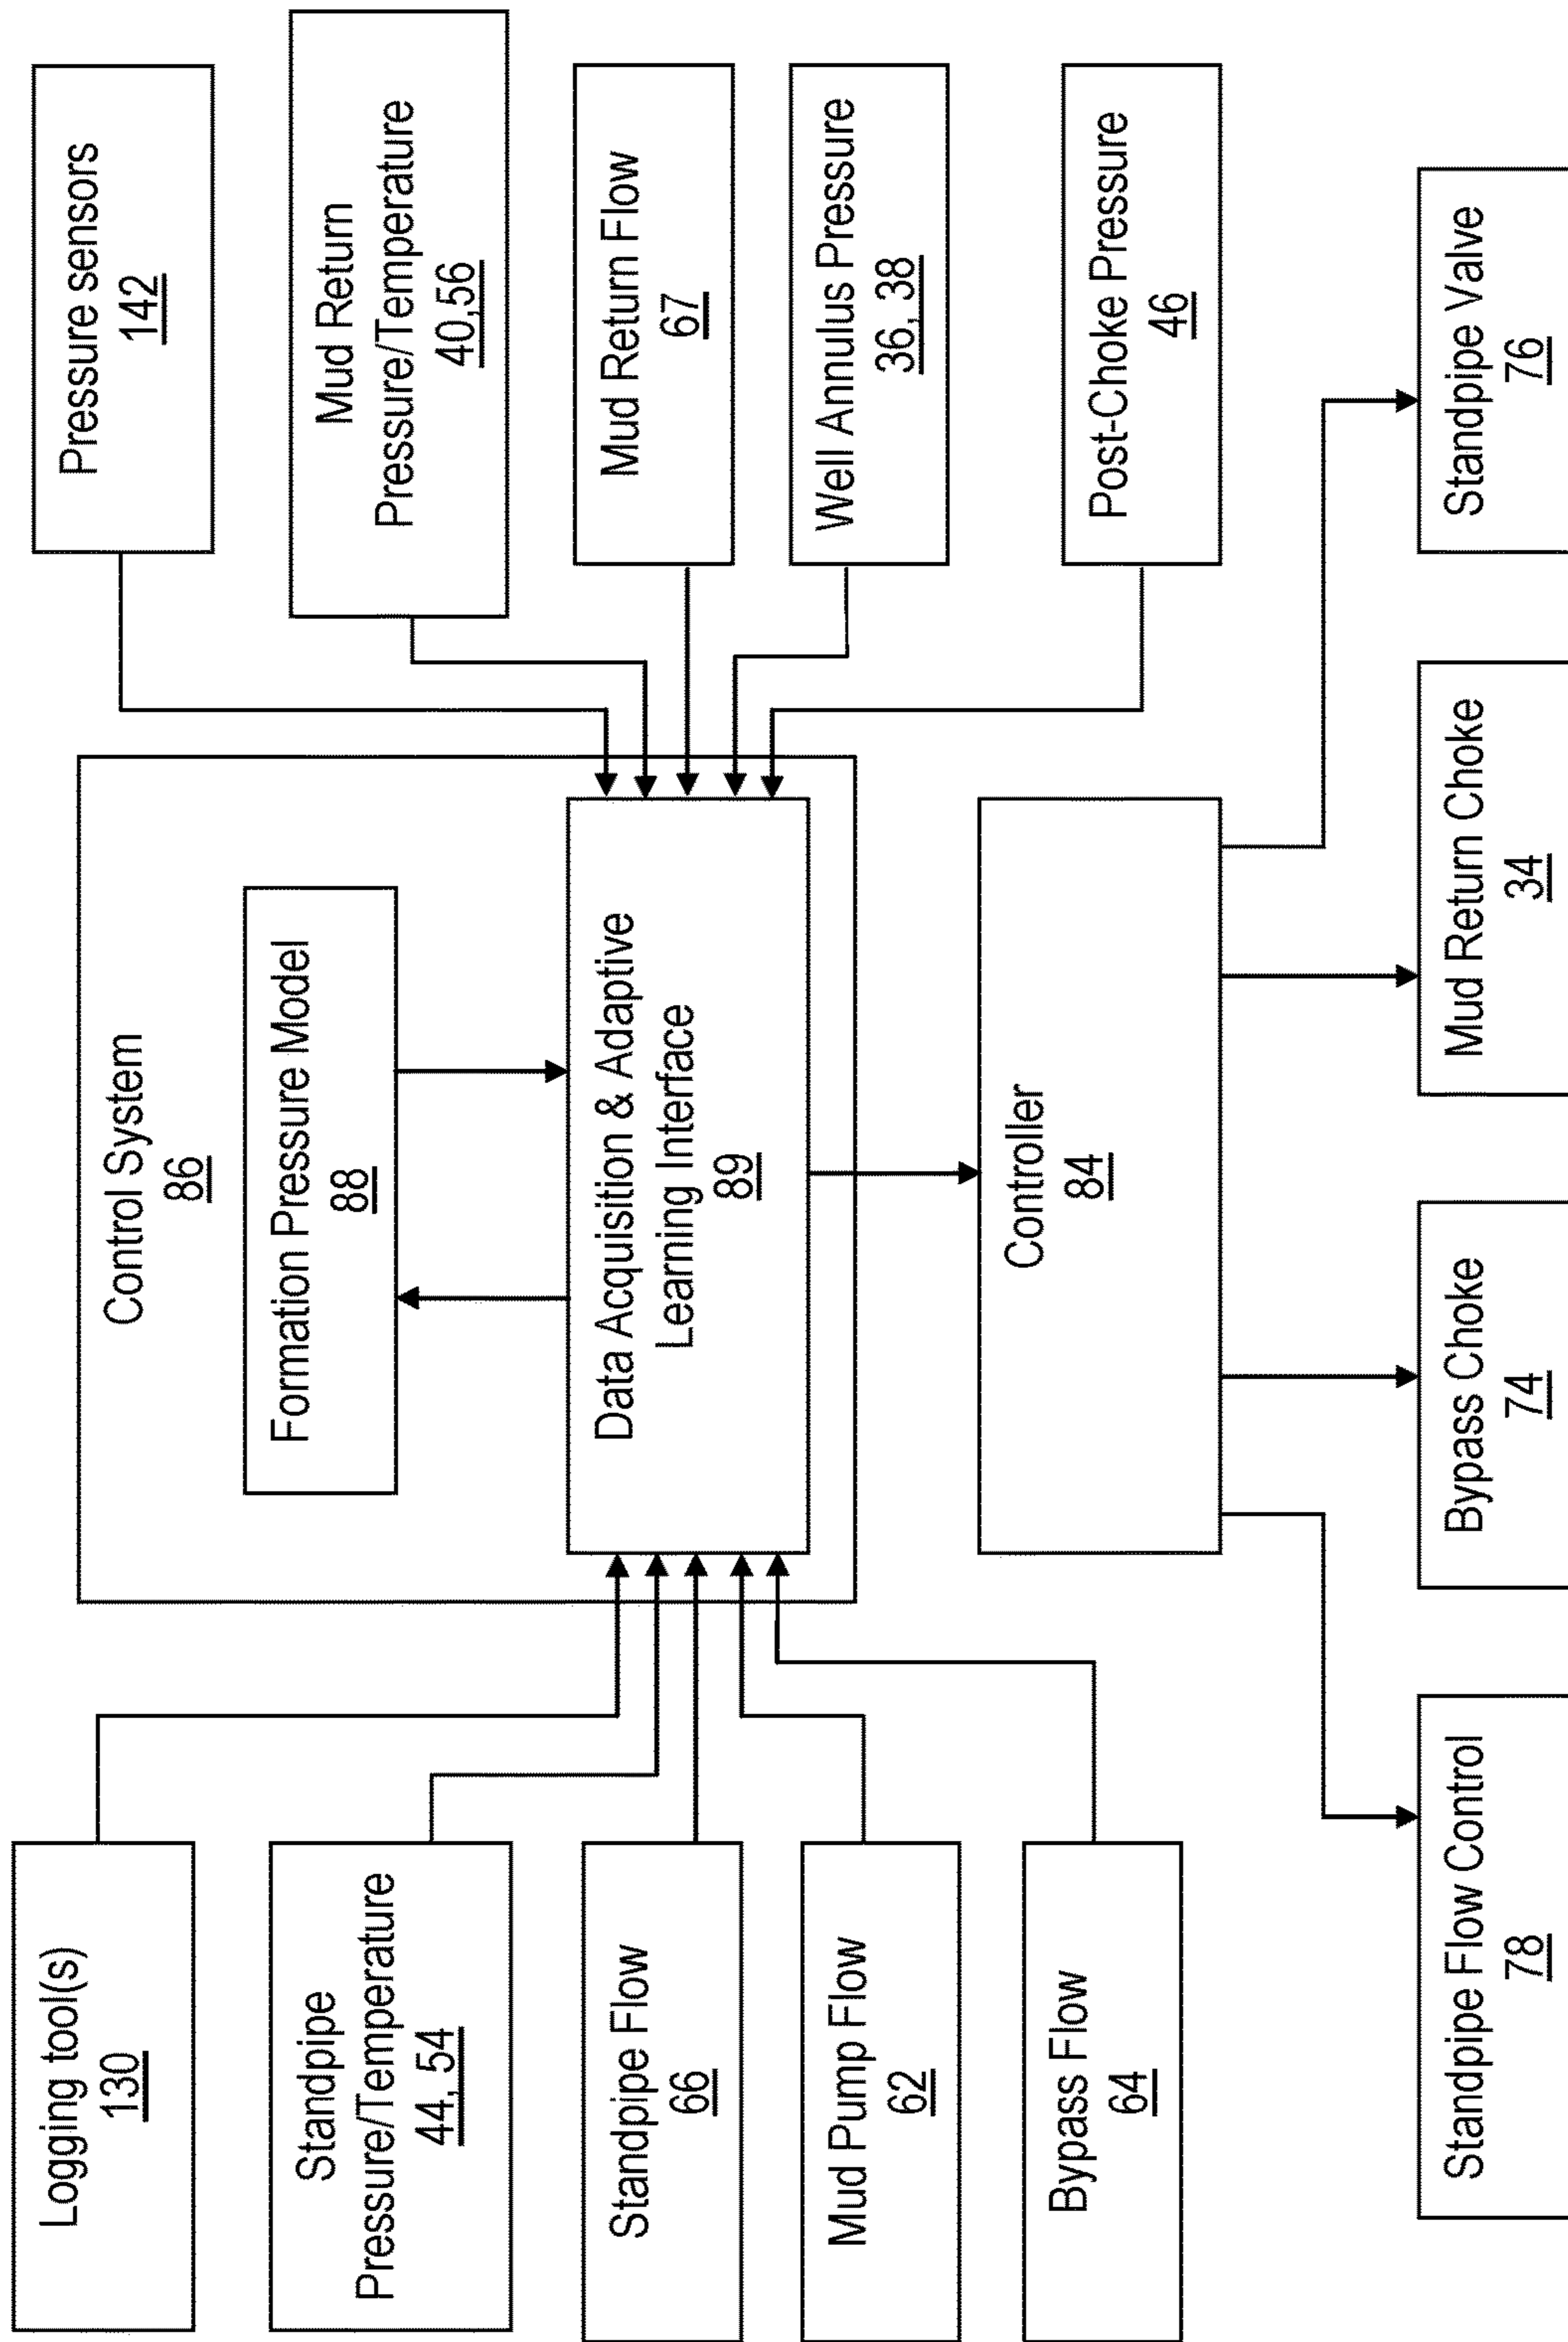 Logging tool(s)
130
Standpipe
Pressure/Temperature
44, 54
Standpipe Flow
66
Mud Pump Flow
62
Bypass Flow
64
Control System
86
Formation Pressure Model
88
Data Acquisition & Adaptive
Learning Interface
89
Controller
84
Pressure sensors
142
Mud Return
Pressure/Temperature
40,56
Mud Return Flow
67
Well Annulus Pressure
36, 38
Post-Choke Pressure
46
Standpipe Flow Control
78
Bypass Choke
74
Mud Return Choke
34
Standpipe Valve
76